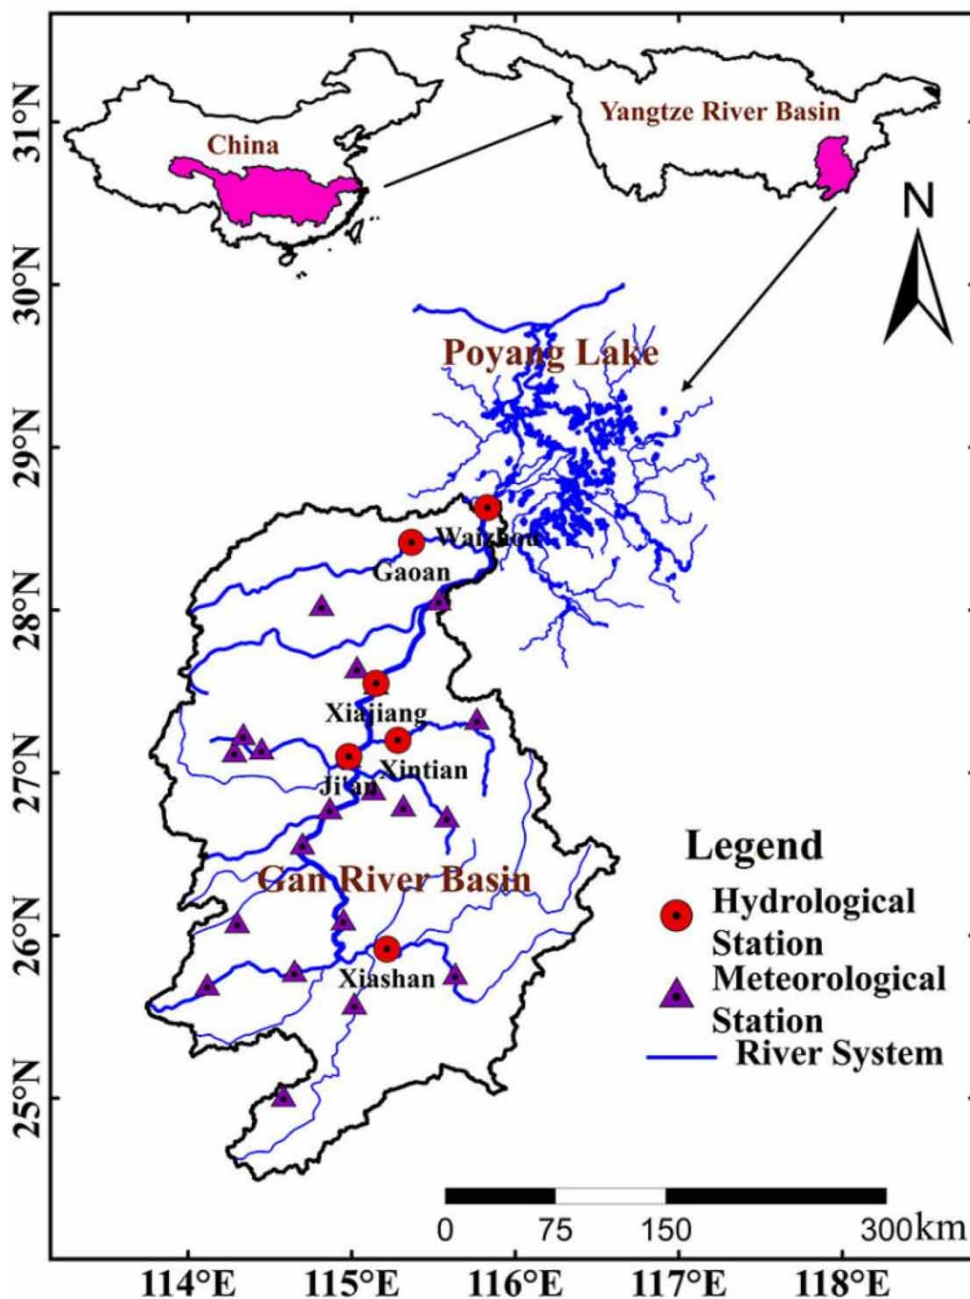 China
Yangtze River Basin
N
Poyang Lake
Waizhou
Gaoan
Xiajiang
Xintian
Ji'an
Gan River Basin
Xiashan
Legend
Hydrological
Station
Meteorological
Station
River System
0 75 150 300km
31°N
30°N
29°N
28°N
27°N
26°N
25°N
114°E 115°E 116°E 117°E 118°E